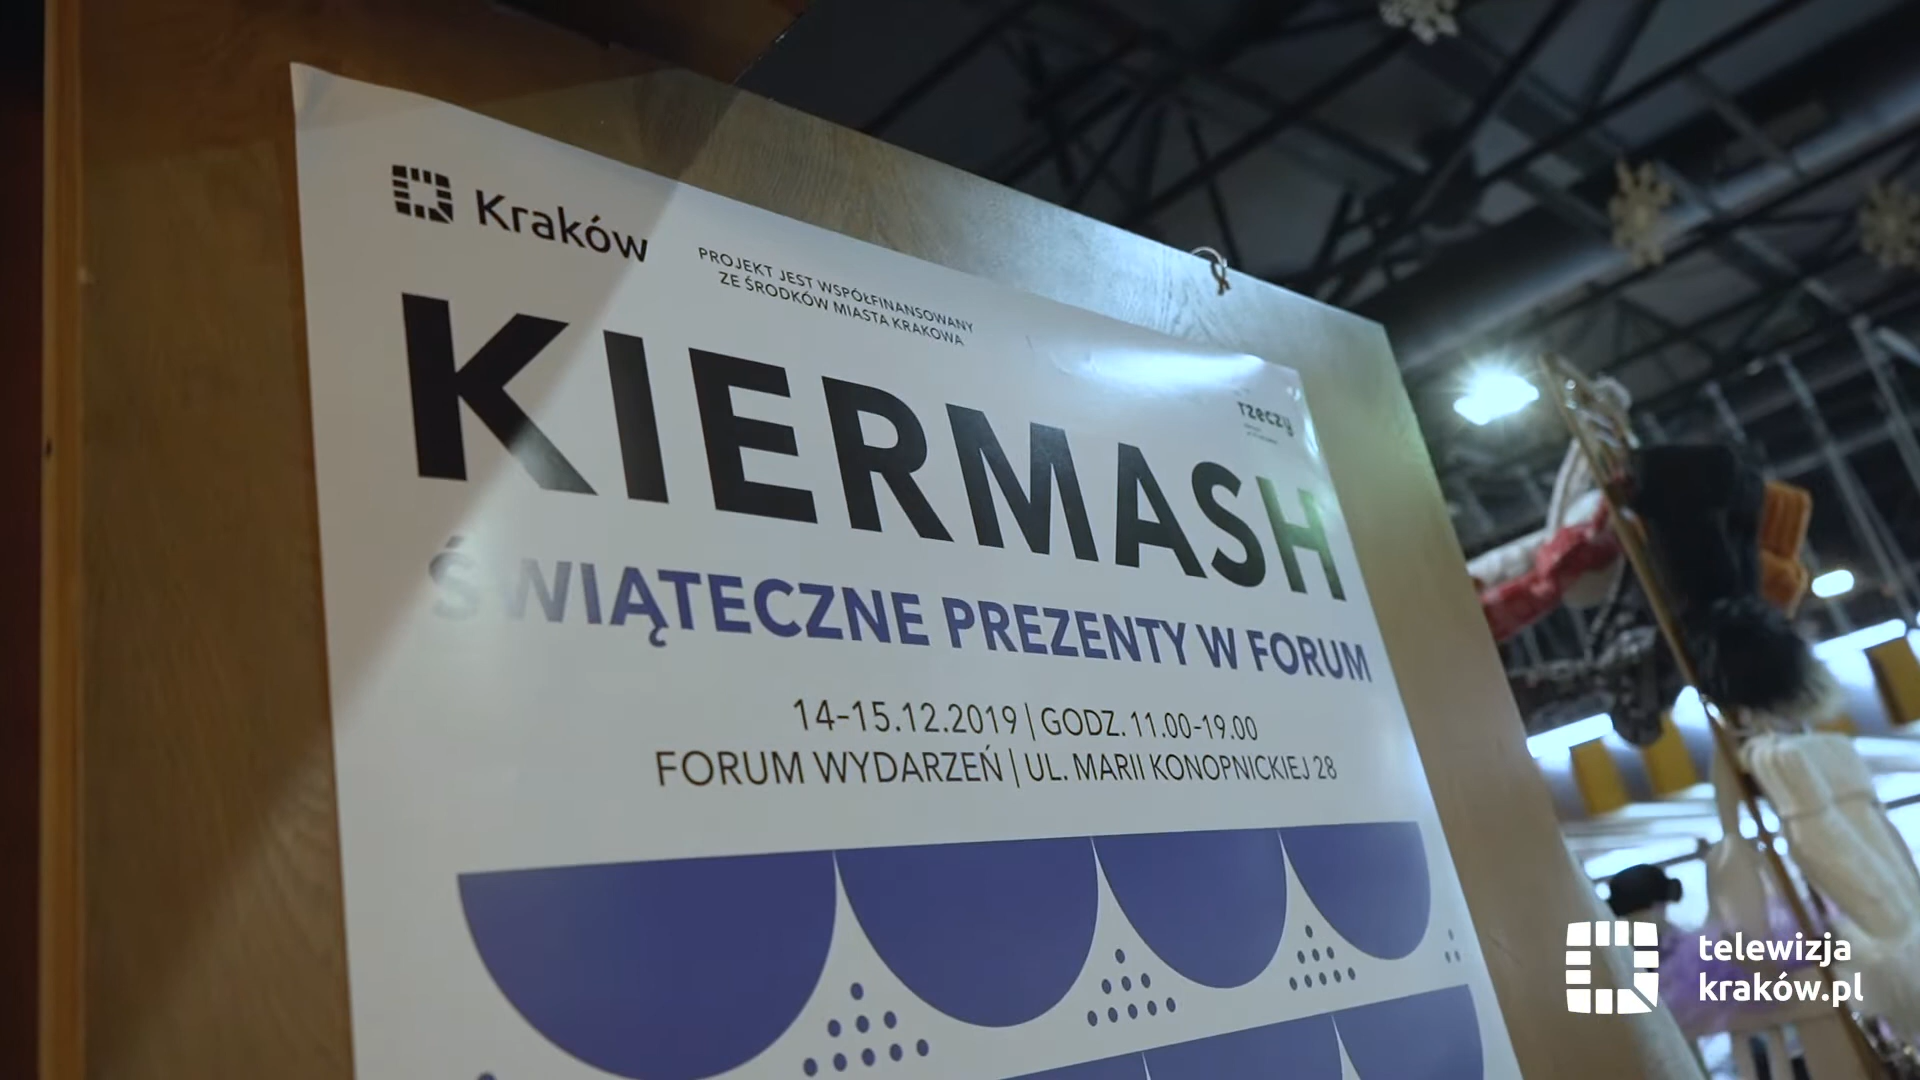 Kraków
PROJEKT JEST WSPÓŁFINANSOWANY
ZE ŚRODKÓW MIASTA KRAKOWA
KIERMASH
rzeczy
ŚWIĄTECZNE PREZENTY W FORUM
14-15.12.2019 | GODZ. 11.00-19.00
FORUM WYDARZEŃ | UL. MARII KONOPNICKIEJ 28
telewizja
kraków.pl